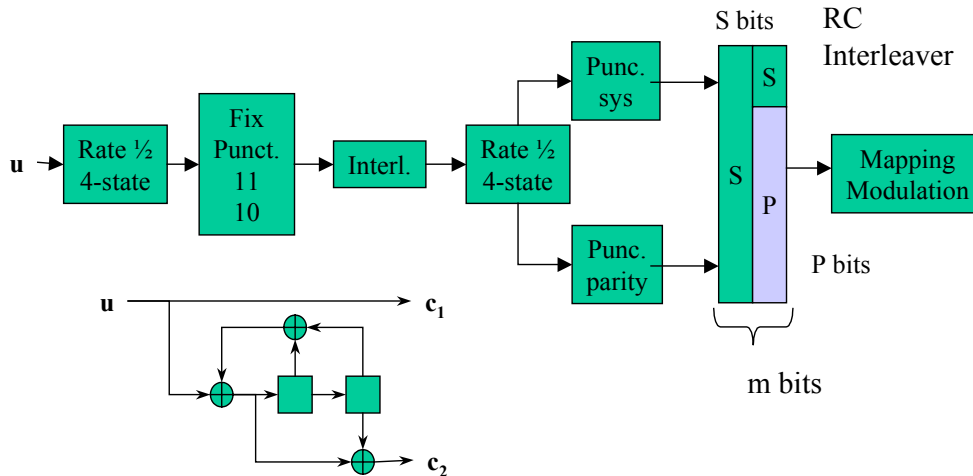 S bits
RC
Interleaver
Punc.
sys
S
Fix
Punct.
11
10
u
Rate ½
4-state
Interl.
Rate ½
4-state
S
P
Mapping
Modulation
Punc.
parity
P bits
u
c₁
m bits
c₂